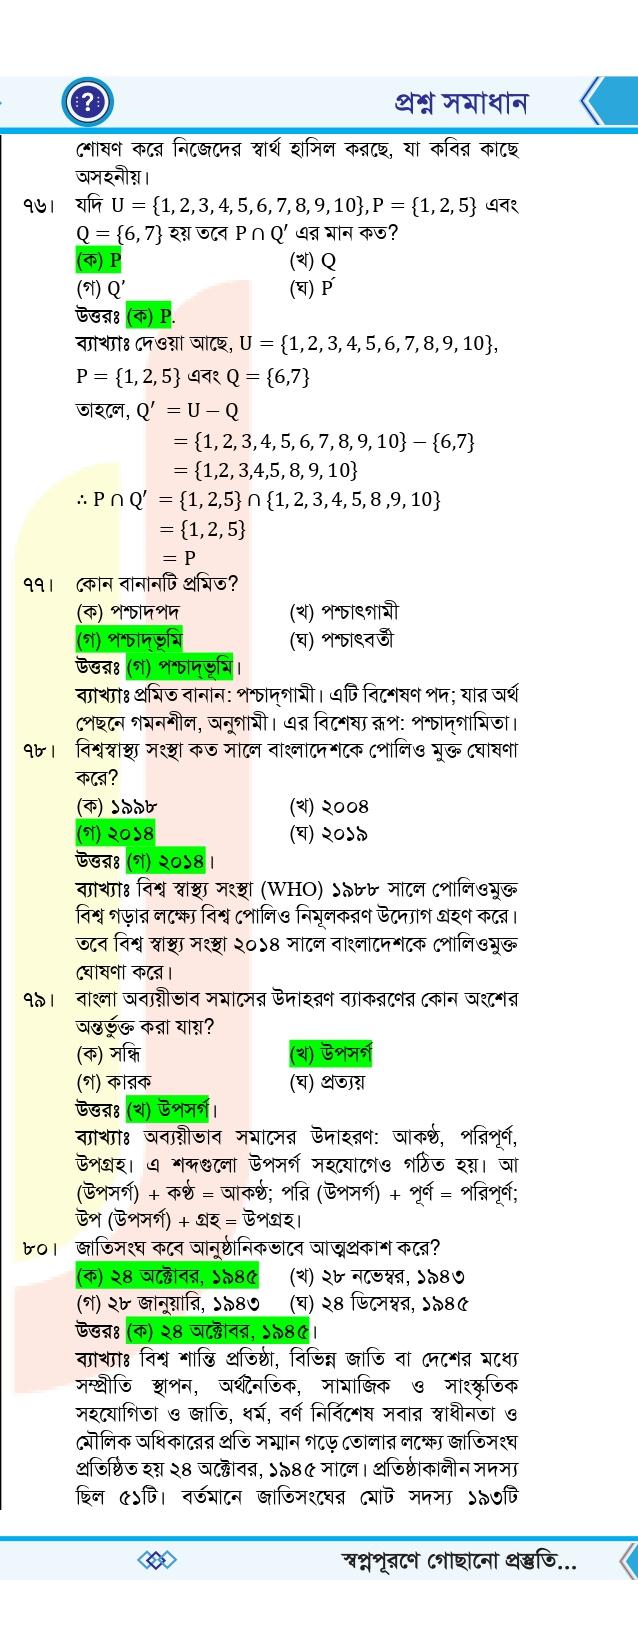 প্রশ্ন সমাধান
শোষণ করে নিজেদের স্বার্থ হাসিল করছে, যা কবির কাছে
অসহনীয়।
৭৬। যদি U = {1, 2, 3, 4, 5, 6, 7, 8, 9, 10}, P = {1, 2, 5} এবং
Q = {6, 7} হয় তবে P ∩ Q′ এর মান কত?
(ক) P (খ) Q
(গ) Q′ (ঘ) Ṕ
উত্তরঃ (ক) P.
ব্যাখ্যাঃ দেওয়া আছে, U = {1, 2, 3, 4, 5, 6, 7, 8, 9, 10},
P = {1, 2, 5} এবং Q = {6,7}
তাহলে, Q′ = U − Q
= {1, 2, 3, 4, 5, 6, 7, 8, 9, 10} − {6,7}
= {1,2, 3,4,5, 8, 9, 10}
∴ P ∩ Q′ = {1, 2,5} ∩ {1, 2, 3, 4, 5, 8 ,9, 10}
= {1, 2, 5}
= P
৭৭। কোন বানানটি প্রমিত?
(ক) পশ্চাদপদ (খ) পশ্চাৎগামী
(গ) পশ্চাদ্‌ভূমি (ঘ) পশ্চাৎবর্তী
উত্তরঃ (গ) পশ্চাদ্‌ভূমি।
ব্যাখ্যাঃ প্রমিত বানান: পশ্চাদ্‌গামী। এটি বিশেষণ পদ; যার অর্থ
পেছনে গমনশীল, অনুগামী। এর বিশেষ্য রূপ: পশ্চাদ্‌গামিতা।
৭৮। বিশ্বস্বাস্থ্য সংস্থা কত সালে বাংলাদেশকে পোলিও মুক্ত ঘোষণা
করে?
(ক) ১৯৯৮ (খ) ২০০৪
(গ) ২০১৪ (ঘ) ২০১৯
উত্তরঃ (গ) ২০১৪।
ব্যাখ্যাঃ বিশ্ব স্বাস্থ্য সংস্থা (WHO) ১৯৮৮ সালে পোলিওমুক্ত
বিশ্ব গড়ার লক্ষ্যে বিশ্ব পোলিও নিমূলকরণ উদ্যোগ গ্রহণ করে।
তবে বিশ্ব স্বাস্থ্য সংস্থা ২০১৪ সালে বাংলাদেশকে পোলিওমুক্ত
ঘোষণা করে।
৭৯। বাংলা অব্যয়ীভাব সমাসের উদাহরণ ব্যাকরণের কোন অংশের
অন্তর্ভুক্ত করা যায়?
(ক) সন্ধি (খ) উপসর্গ
(গ) কারক (ঘ) প্রত্যয়
উত্তরঃ (খ) উপসর্গ।
ব্যাখ্যাঃ অব্যয়ীভাব সমাসের উদাহরণ: আকণ্ঠ, পরিপূর্ণ,
উপগ্রহ। এ শব্দগুলো উপসর্গ সহযোগেও গঠিত হয়। আ
(উপসর্গ) + কণ্ঠ = আকণ্ঠ; পরি (উপসর্গ) + পূর্ণ = পরিপূর্ণ;
উপ (উপসর্গ) + গ্রহ = উপগ্রহ।
৮০। জাতিসংঘ কবে আনুষ্ঠানিকভাবে আত্মপ্রকাশ করে?
(ক) ২৪ অক্টোবর, ১৯৪৫ (খ) ২৮ নভেম্বর, ১৯৪৩
(গ) ২৮ জানুয়ারি, ১৯৪৩ (ঘ) ২৪ ডিসেম্বর, ১৯৪৫
উত্তরঃ (ক) ২৪ অক্টোবর, ১৯৪৫।
ব্যাখ্যাঃ বিশ্ব শান্তি প্রতিষ্ঠা, বিভিন্ন জাতি বা দেশের মধ্যে
সম্প্রীতি স্থাপন, অর্থনৈতিক, সামাজিক ও সাংস্কৃতিক
সহযোগিতা ও জাতি, ধর্ম, বর্ণ নির্বিশেষ সবার স্বাধীনতা ও
মৌলিক অধিকারের প্রতি সম্মান গড়ে তোলার লক্ষ্যে জাতিসংঘ
প্রতিষ্ঠিত হয় ২৪ অক্টোবর, ১৯৪৫ সালে। প্রতিষ্ঠাকালীন সদস্য
ছিল ৫১টি। বর্তমানে জাতিসংঘের মোট সদস্য ১৯৩টি
স্বপ্নপূরণে গোছানো প্রস্তুতি...